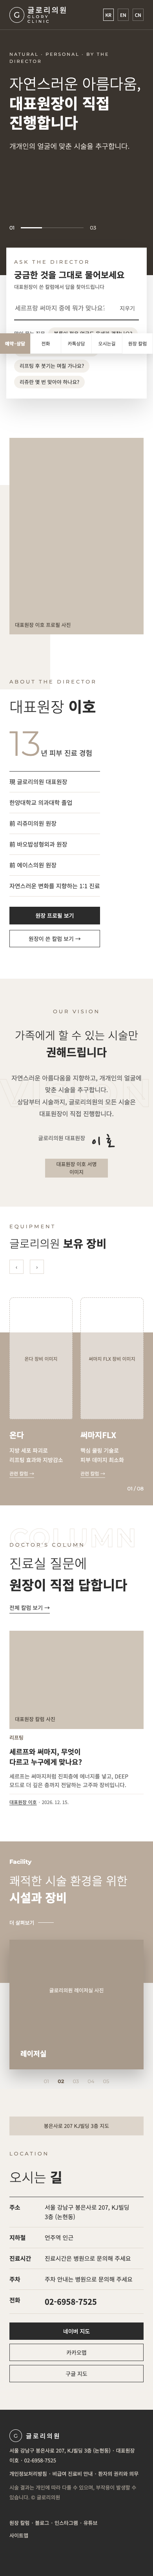 글로리의원
GLORY
CLINIC
KR EN CN
NATURAL · PERSONAL · BY THE
DIRECTOR
자연스러운 아름다움,
대표원장이 직접
진행합니다
개개인의 얼굴에 맞춘 시술을 추구합니다.
01 03
ASK THE DIRECTOR
궁금한 것을 그대로 물어보세요
대표원장이 쓴 칼럼에서 답을 찾아드립니다
지우기
예약·상담 전화 카톡상담 오시는길 원장 칼럼
리프팅 후 붓기는 며칠 가나요?
리쥬란 몇 번 맞아야 하나요?
대표원장 이호 프로필 사진
ABOUT THE DIRECTOR
대표원장 이호
13년 피부 진료 경험
現 글로리의원 대표원장
한양대학교 의과대학 졸업
前 리쥬미의원 원장
前 바오밥성형외과 원장
前 에이스의원 원장
자연스러운 변화를 지향하는 1:1 진료
원장 프로필 보기
원장이 쓴 칼럼 보기 →
OUR VISION
가족에게 할 수 있는 시술만
권해드립니다
자연스러운 아름다움을 지향하고, 개개인의 얼굴에
맞춘 시술을 추구합니다.
상담부터 시술까지, 글로리의원의 모든 시술은
대표원장이 직접 진행합니다.
글로리의원 대표원장 이호
대표원장 이호 서명
이미지
EQUIPMENT
글로리의원 보유 장비
‹ ›
온다 장비 이미지 써마지 FLX 장비 이미지
온다 써마지FLX
지방 세포 파괴로 핵심 쿨링 기술로
리프팅 효과와 지방감소 피부 데미지 최소화
관련 칼럼 → 관련 칼럼 →
01 / 08
COLUMN
DOCTOR'S COLUMN
진료실 질문에
원장이 직접 답합니다
전체 칼럼 보기 →
대표원장 칼럼 사진
리프팅
세르프와 써마지, 무엇이
다르고 누구에게 맞나요?
세르프는 써마지처럼 진피층에 에너지를 넣고, DEEP
모드로 더 깊은 층까지 전달하는 고주파 장비입니다.
대표원장 이호 · 2026. 12. 15.
Facility
쾌적한 시술 환경을 위한
시설과 장비
더 살펴보기
글로리의원 레이저실 사진
레이저실
01 02 03 04 05
봉은사로 207 KJ빌딩 3층 지도
LOCATION
오시는 길
주소 서울 강남구 봉은사로 207, KJ빌딩
3층 (논현동)
지하철 언주역 인근
진료시간 진료시간은 병원으로 문의해 주세요
주차 주차 안내는 병원으로 문의해 주세요
전화 02-6958-7525
네이버 지도
카카오맵
구글 지도
글로리의원
서울 강남구 봉은사로 207, KJ빌딩 3층 (논현동) · 대표원장
이호 · 02-6958-7525
개인정보처리방침 · 비급여 진료비 안내 · 환자의 권리와 의무
시술 결과는 개인에 따라 다를 수 있으며, 부작용이 발생할 수
있습니다. © 글로리의원
원장 칼럼 · 블로그 · 인스타그램 · 유튜브
사이트맵